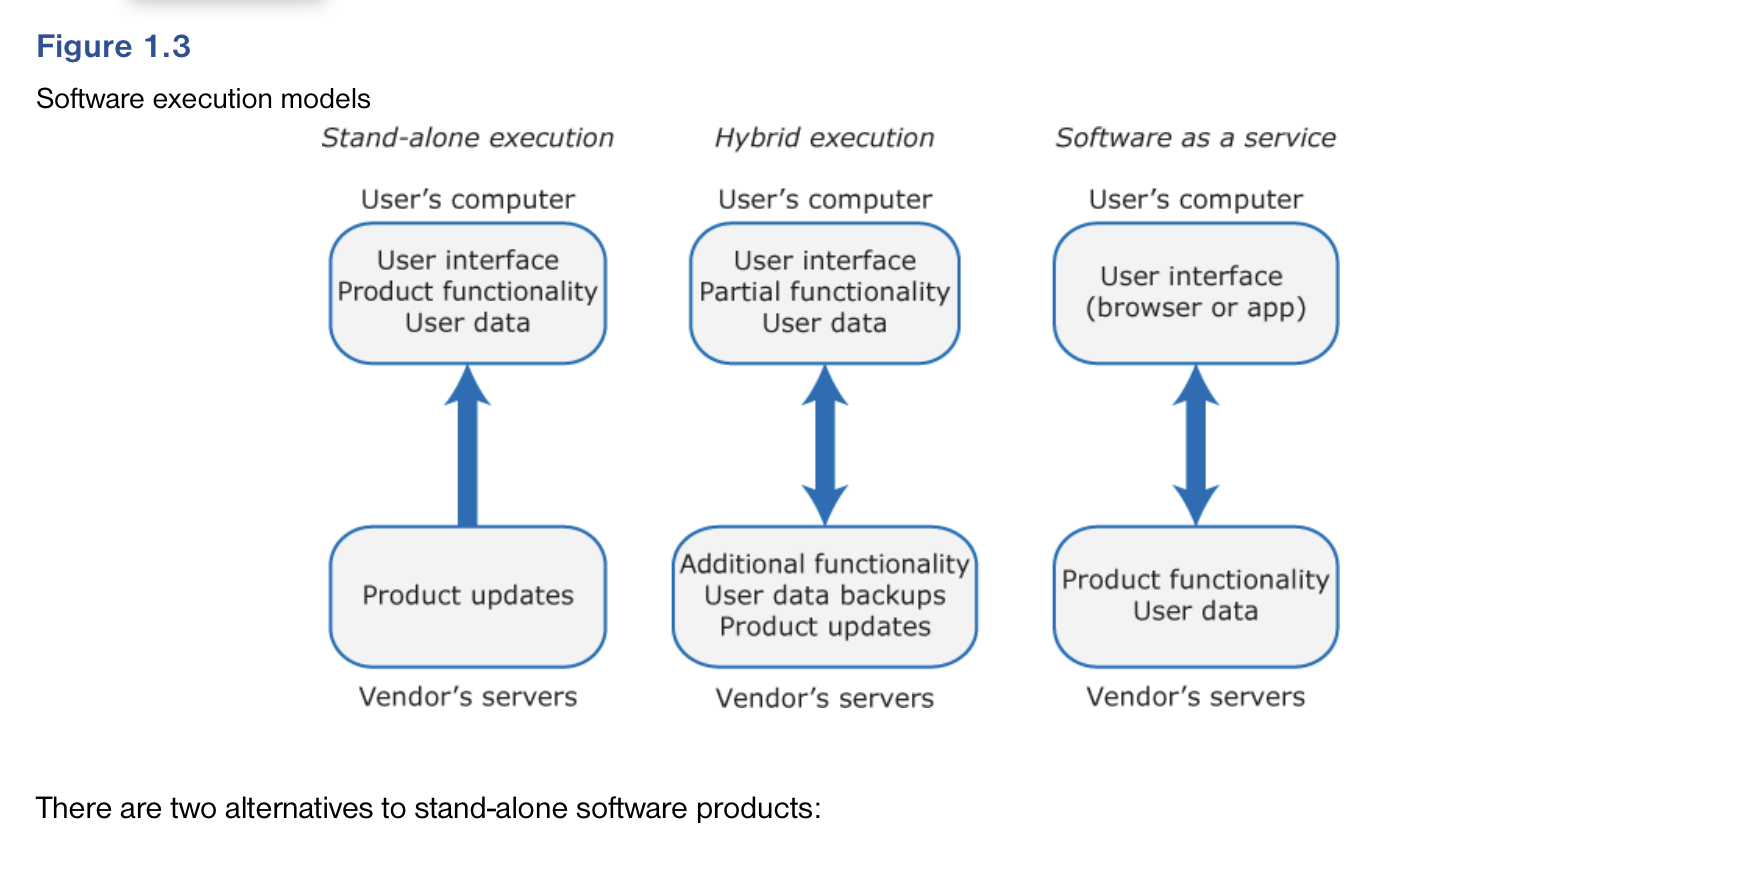 Figure 1.3
Software execution models
Stand-alone execution
Hybrid execution
Software as a service
User’s computer
User’s computer
User’s computer
User interface
Product functionality
User data
User interface
Partial functionality
User data
User interface
(browser or app)
Product updates
Additional functionality
User data backups
Product updates
Product functionality
User data
Vendor’s servers
Vendor’s servers
Vendor’s servers
There are two alternatives to stand-alone software products: